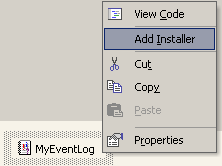 View Code
Add Installer
Cut
Copy
Paste
Properties
MyEventLog